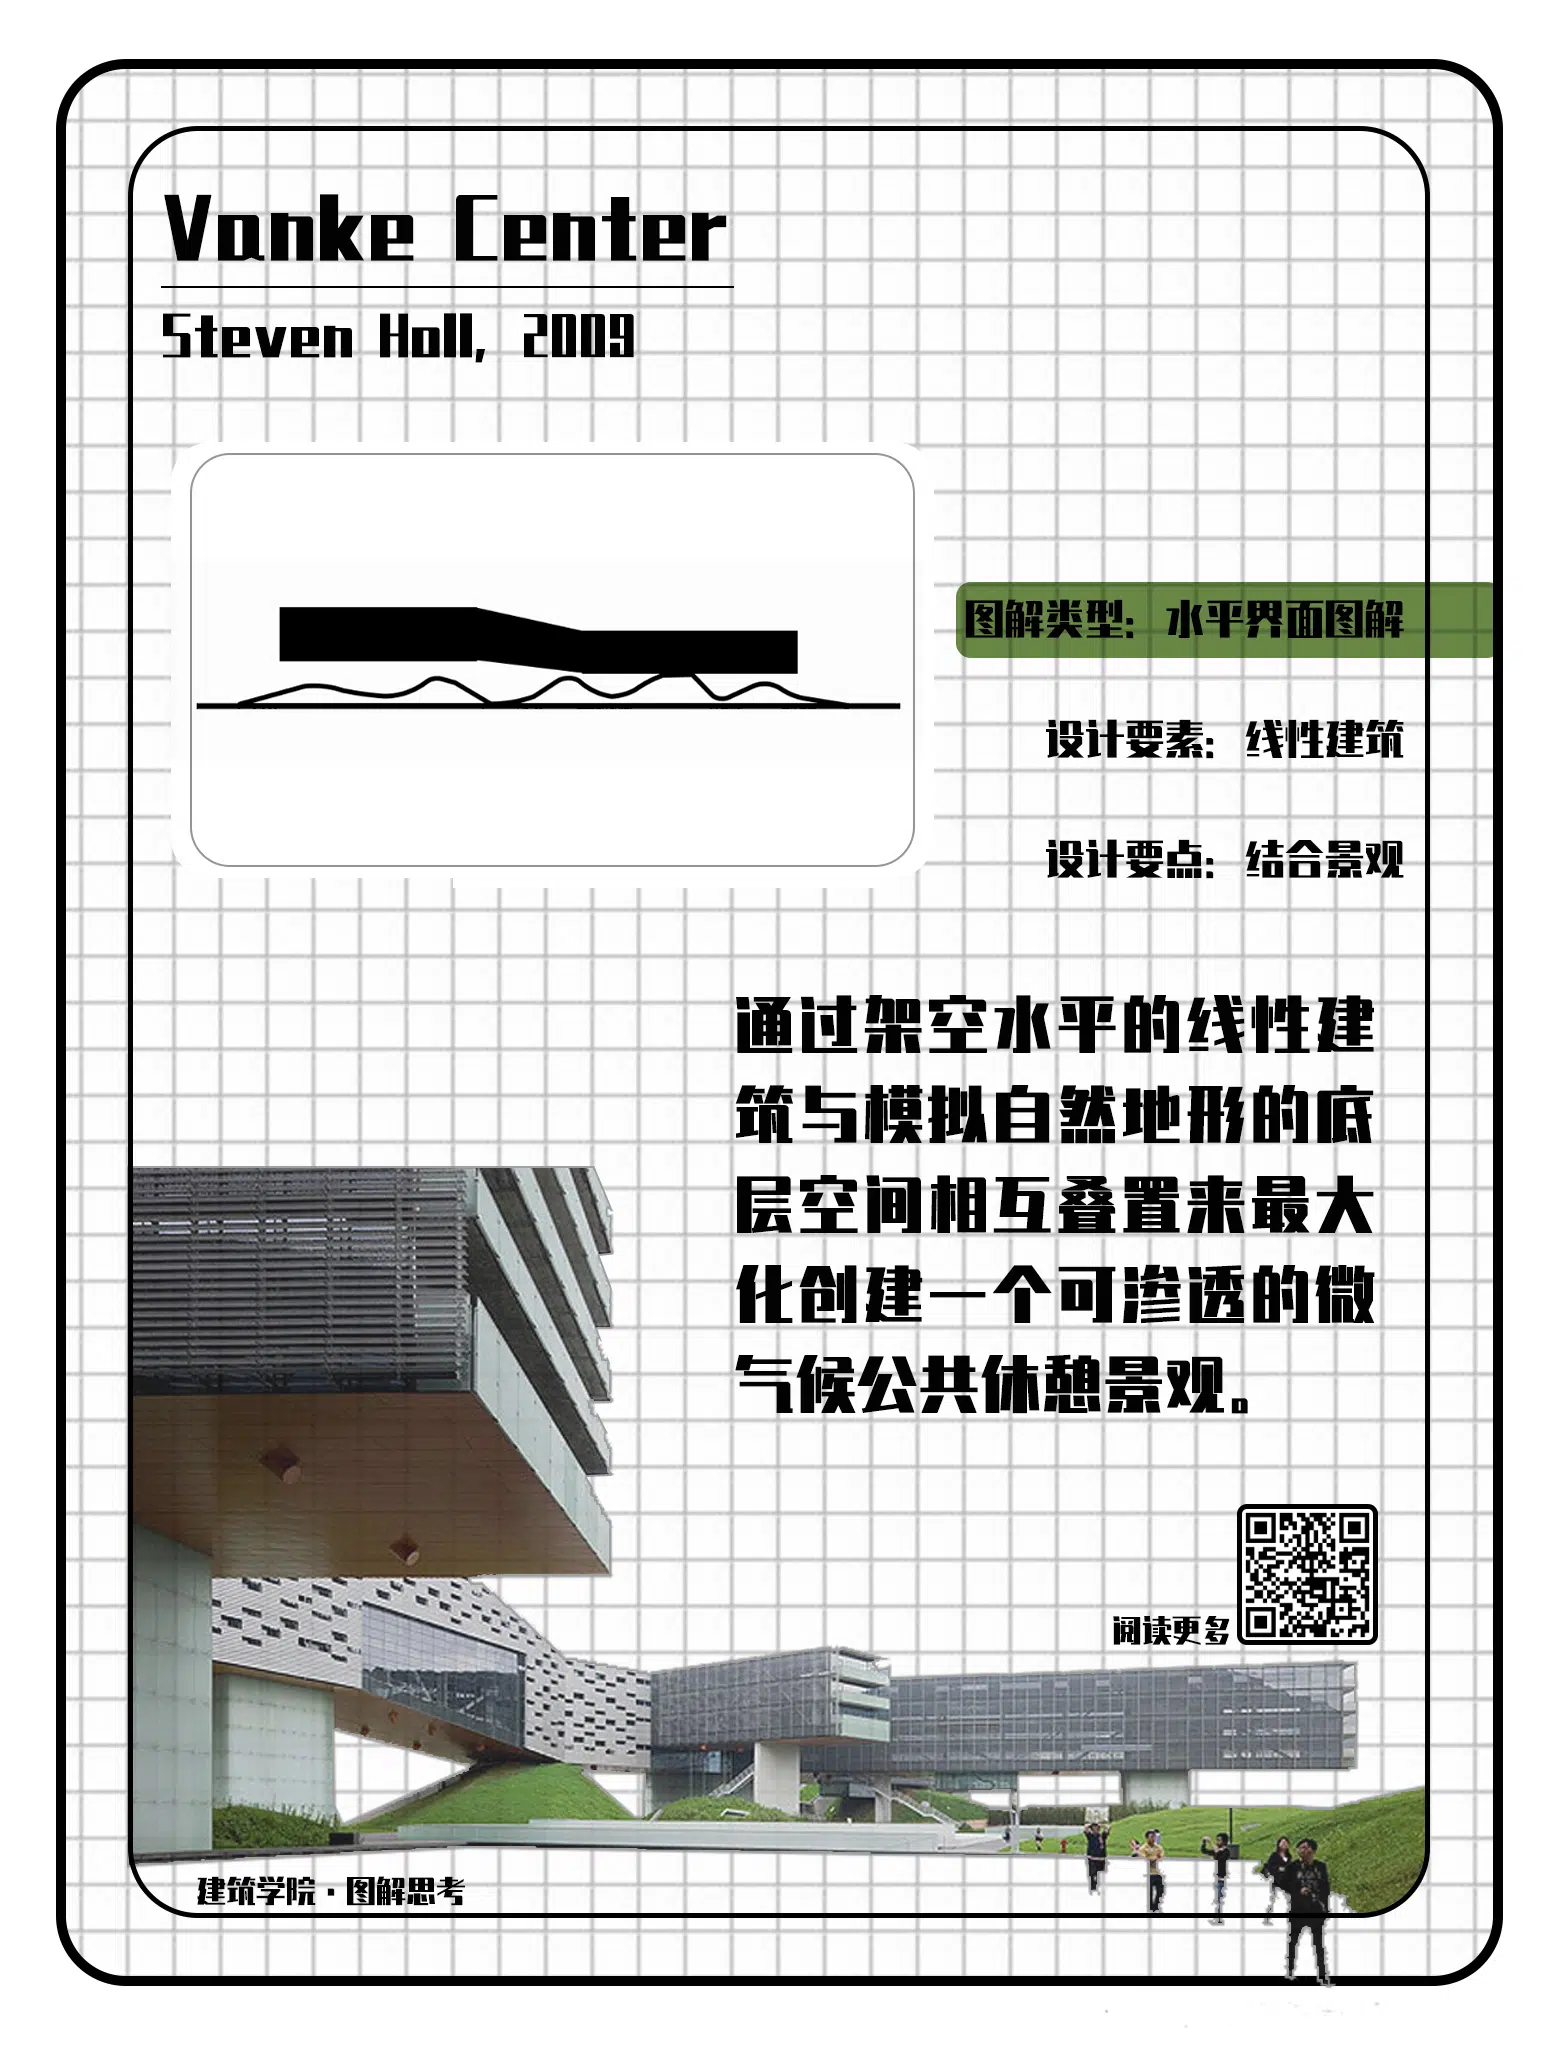 Vanke Center
Steven Holl, 2009
图解类型：水平界面图解
设计要素：线性建筑
设计要点：结合景观
通过架空水平的线性建
筑与模拟自然地形的底
层空间相互叠置来最大
化创建一个可渗透的微
气候公共休憩景观。
阅读更多
建筑学院·图解思考